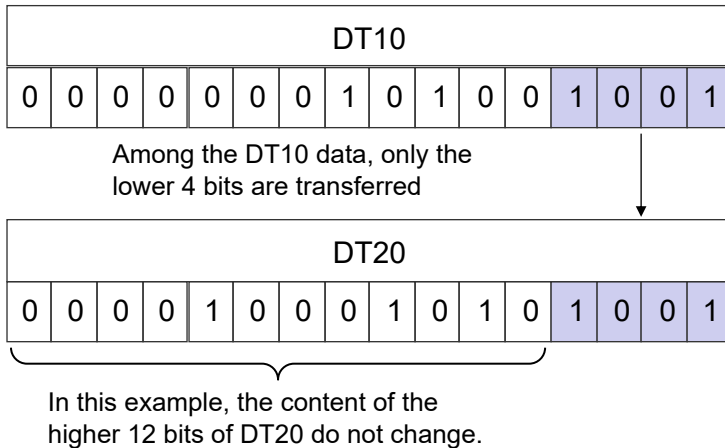 DT10
0 0 0 0 0 0 0 1 0 1 0 0 1 0 0 1
Among the DT10 data, only the
lower 4 bits are transferred
DT20
0 0 0 0 1 0 0 0 1 0 1 0 1 0 0 1
In this example, the content of the
higher 12 bits of DT20 do not change.